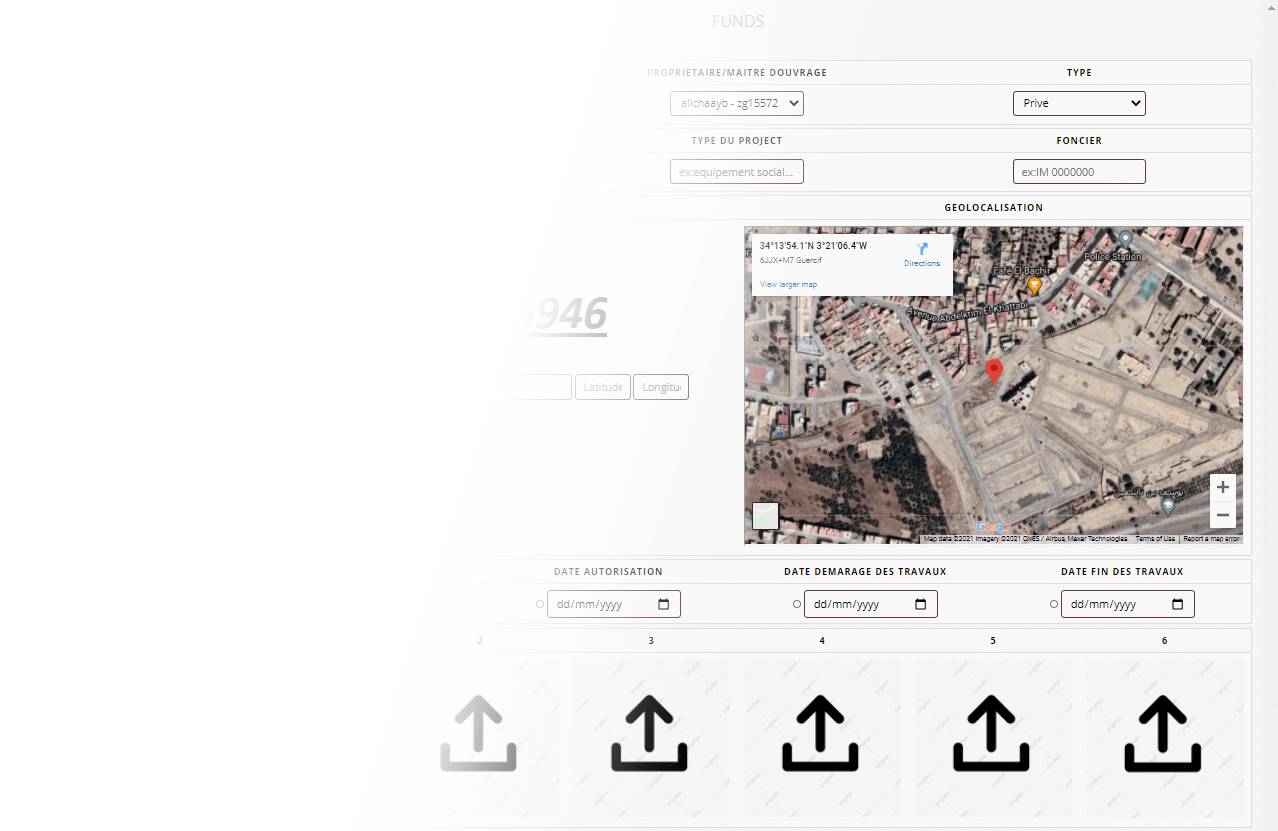 FUNDS
PROPRIETAIRE/MAITRE DOUVRAGE
TYPE
alichaayb - zg15572
Prive
TYPE DU PROJECT
FONCIER
ex:equipement social...
ex:IM 0000000
GEOLOCALISATION
34°13'54.1"N 3°21'06.4"W
6JJX+M7 Guercif
Directions
View larger map
Police Station
café El Bachir
Avenue Abdelkrim El Khattabi
5946
Latitude
Longitu
يوسف بن تاشفين
Google
Map data ©2021 Imagery ©2021 CNES / Airbus, Maxar Technologies
Terms of Use
Report a map error
DATE AUTORISATION
DATE DEMARAGE DES TRAVAUX
DATE FIN DES TRAVAUX
dd/mm/yyyy
dd/mm/yyyy
dd/mm/yyyy
2
3
4
5
6